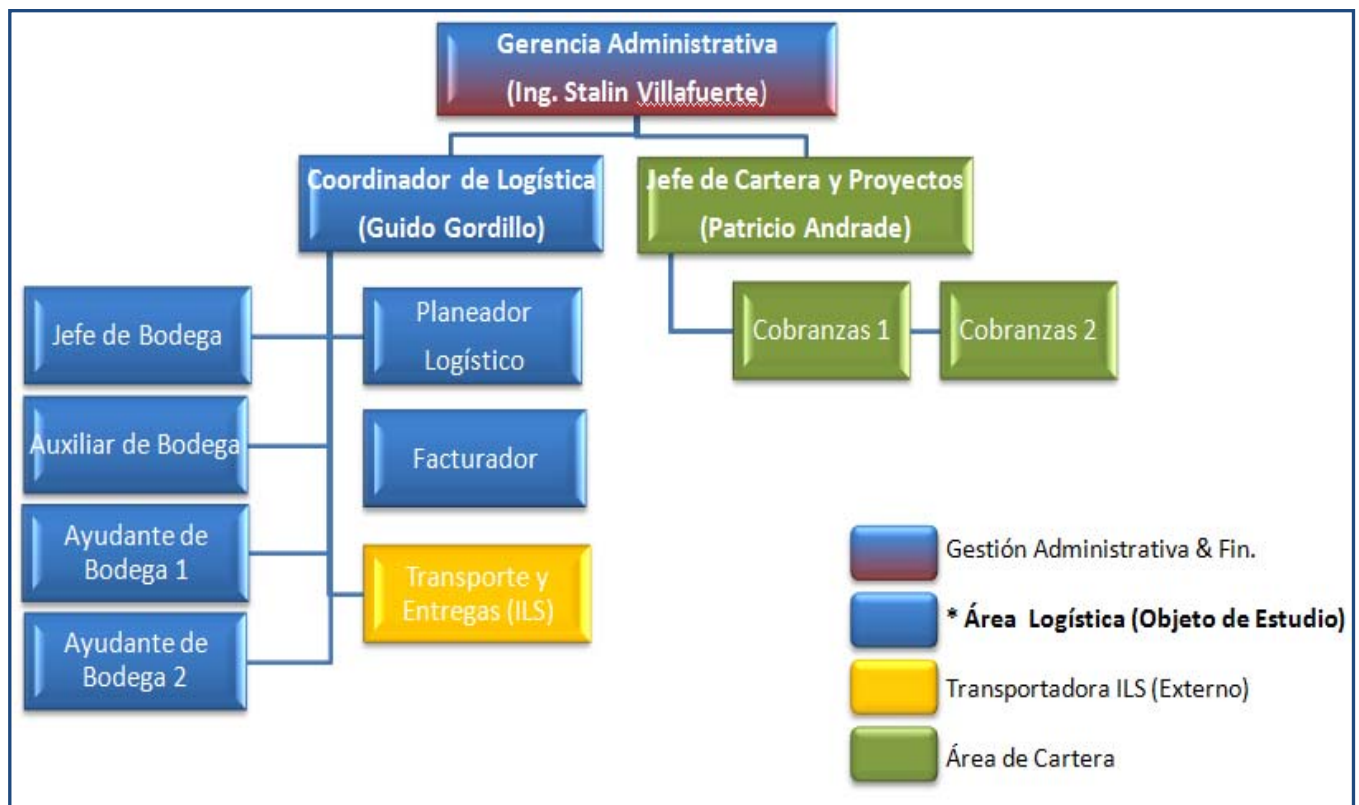 Gerencia Administrativa
(Ing. Stalin Villafuerte)
Coordinador de Logística
(Guido Gordillo)
Jefe de Cartera y Proyectos
(Patricio Andrade)
Jefe de Bodega
Planeador
Logístico
Cobranzas 1
Cobranzas 2
Auxiliar de Bodega
Facturador
Ayudante de
Bodega 1
Transporte y
Entregas (ILS)
Ayudante de
Bodega 2
Gestión Administrativa & Fin.
* Área Logística (Objeto de Estudio)
Transportadora ILS (Externo)
Área de Cartera